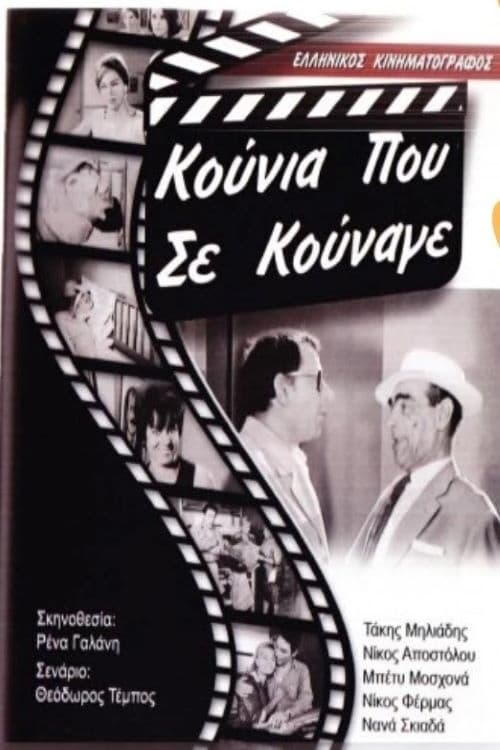 ΕΛΛΗΝΙΚΟΣ ΚΙΝΗΜΑΤΟΓΡΑΦΟΣ
Κούνια Που
Σε Κούναγε
Σκηνοθεσία:
Ρένα Γαλάνη
Σενάριο:
Θεόδωρος Τέμπος
Τάκης Μηλιάδης
Νίκος Αποστόλου
Μπέτυ Μοσχονά
Νίκος Φέρμας
Νανά Σκιαδά